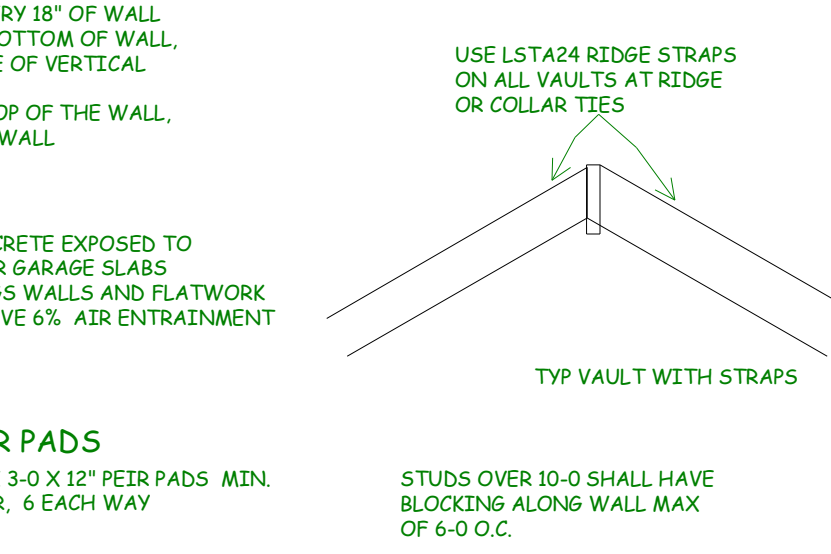 RY 18" OF WALL
OTTOM OF WALL,
E OF VERTICAL
OP OF THE WALL,
WALL
CRETE EXPOSED TO
R GARAGE SLABS
GS WALLS AND FLATWORK
VE 6% AIR ENTRAINMENT
R PADS
3-0 X 12" PEIR PADS MIN.
R, 6 EACH WAY
USE LSTA24 RIDGE STRAPS
ON ALL VAULTS AT RIDGE
OR COLLAR TIES
TYP VAULT WITH STRAPS
STUDS OVER 10-0 SHALL HAVE
BLOCKING ALONG WALL MAX
OF 6-0 O.C.